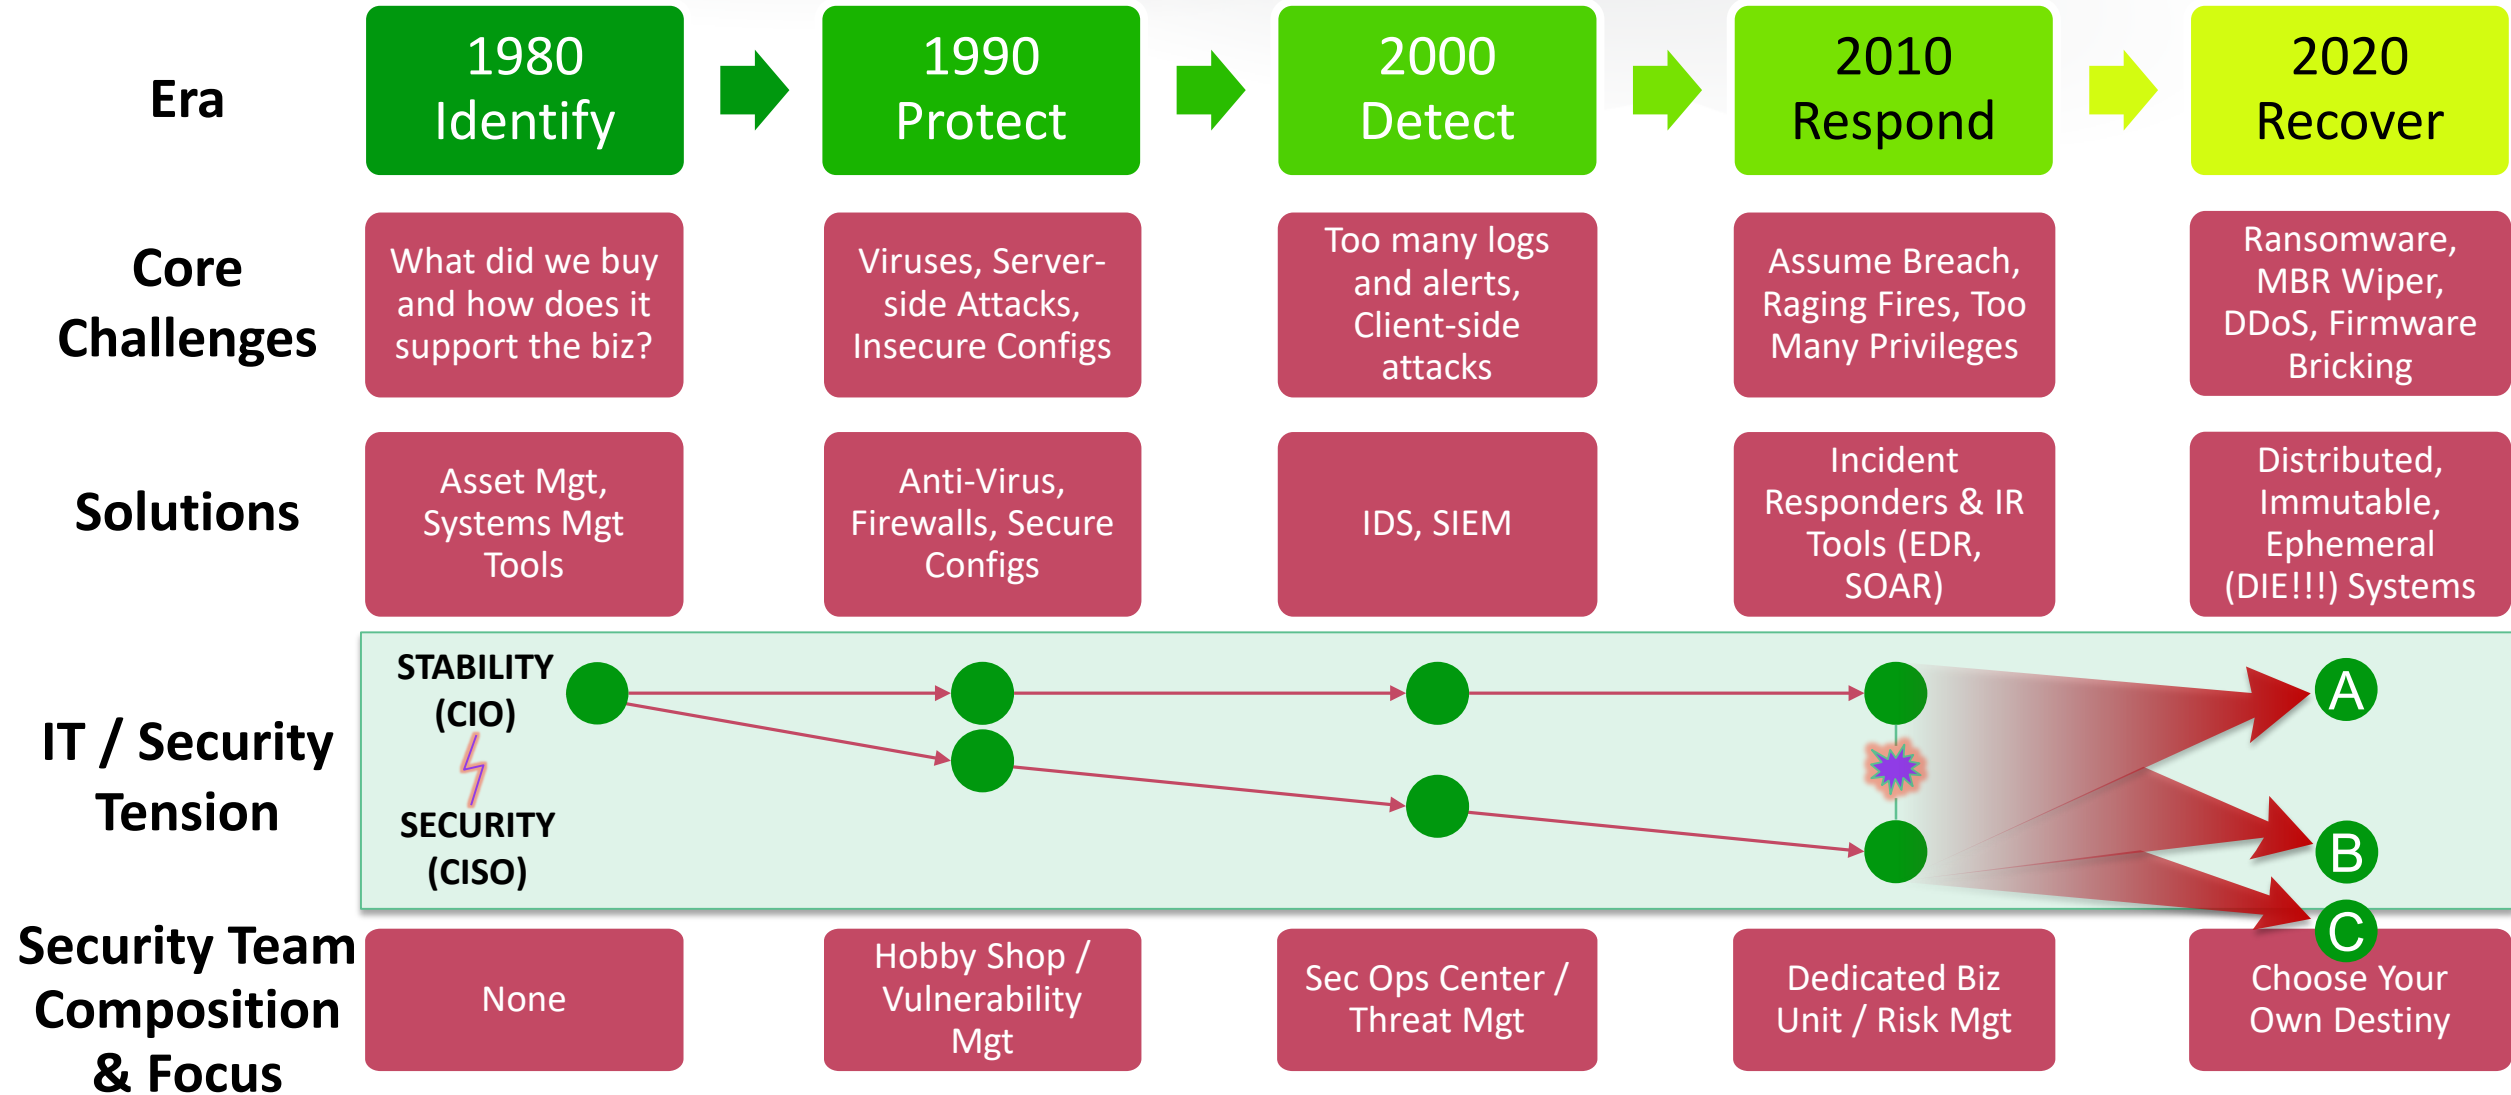 Era
1980
Identify
1990
Protect
2000
Detect
2010
Respond
2020
Recover
Core
Challenges
What did we buy
and how does it
support the biz?
Viruses, Server-
side Attacks,
Insecure Configs
Too many logs
and alerts,
Client-side
attacks
Assume Breach,
Raging Fires, Too
Many Privileges
Ransomware,
MBR Wiper,
DDoS, Firmware
Bricking
Solutions
Asset Mgt,
Systems Mgt
Tools
Anti-Virus,
Firewalls, Secure
Configs
IDS, SIEM
Incident
Responders & IR
Tools (EDR,
SOAR)
Distributed,
Immutable,
Ephemeral
(DIE!!!) Systems
IT / Security
Tension
STABILITY
(CIO)
SECURITY
(CISO)
A
B
C
Security Team
Composition
& Focus
None
Hobby Shop /
Vulnerability
Mgt
Sec Ops Center /
Threat Mgt
Dedicated Biz
Unit / Risk Mgt
Choose Your
Own Destiny